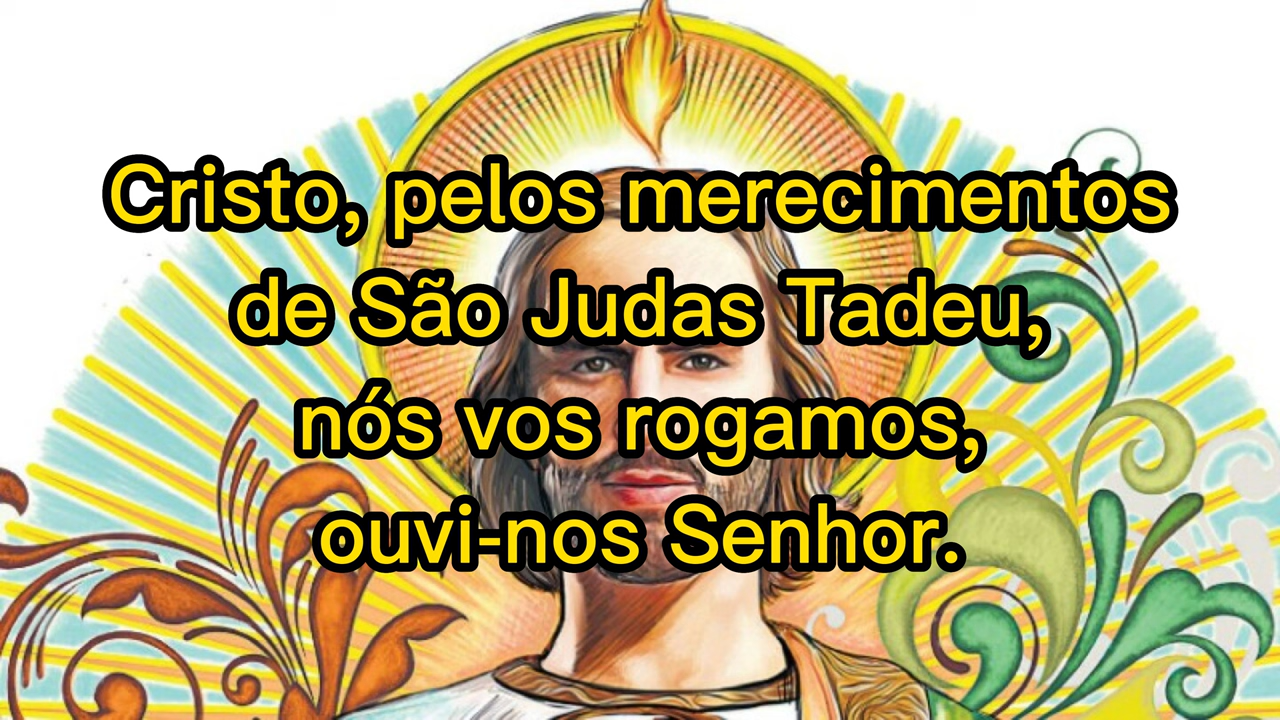 Cristo, pelos merecimentos
de São Judas Tadeu,
nós vos rogamos,
ouvi-nos Senhor.